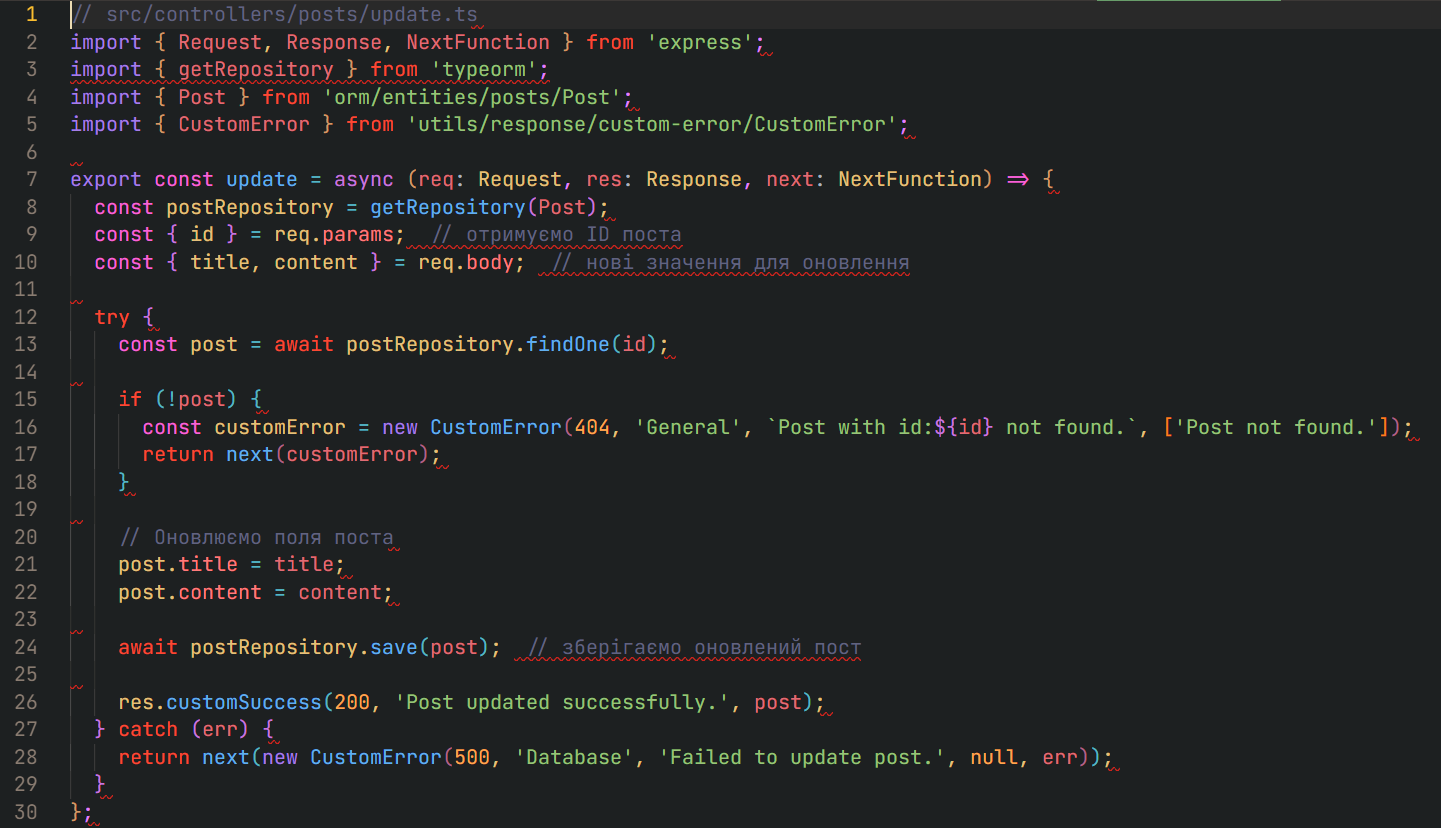 1 // src/controllers/posts/update.ts
2 import { Request, Response, NextFunction } from 'express';
3 import { getRepository } from 'typeorm';
4 import { Post } from 'orm/entities/posts/Post';
5 import { CustomError } from 'utils/response/custom-error/CustomError';
6
7 export const update = async (req: Request, res: Response, next: NextFunction) => {
8   const postRepository = getRepository(Post);
9   const { id } = req.params;  // отримуємо ID поста
10   const { title, content } = req.body;  // нові значення для оновлення
11
12   try {
13     const post = await postRepository.findOne(id);
14
15     if (!post) {
16       const customError = new CustomError(404, 'General', `Post with id:${id} not found.`, ['Post not found.']);
17       return next(customError);
18     }
19
20     // Оновлюємо поля поста
21     post.title = title;
22     post.content = content;
23
24     await postRepository.save(post);  // зберігаємо оновлений пост
25
26     res.customSuccess(200, 'Post updated successfully.', post);
27   } catch (err) {
28     return next(new CustomError(500, 'Database', 'Failed to update post.', null, err));
29   }
30 };